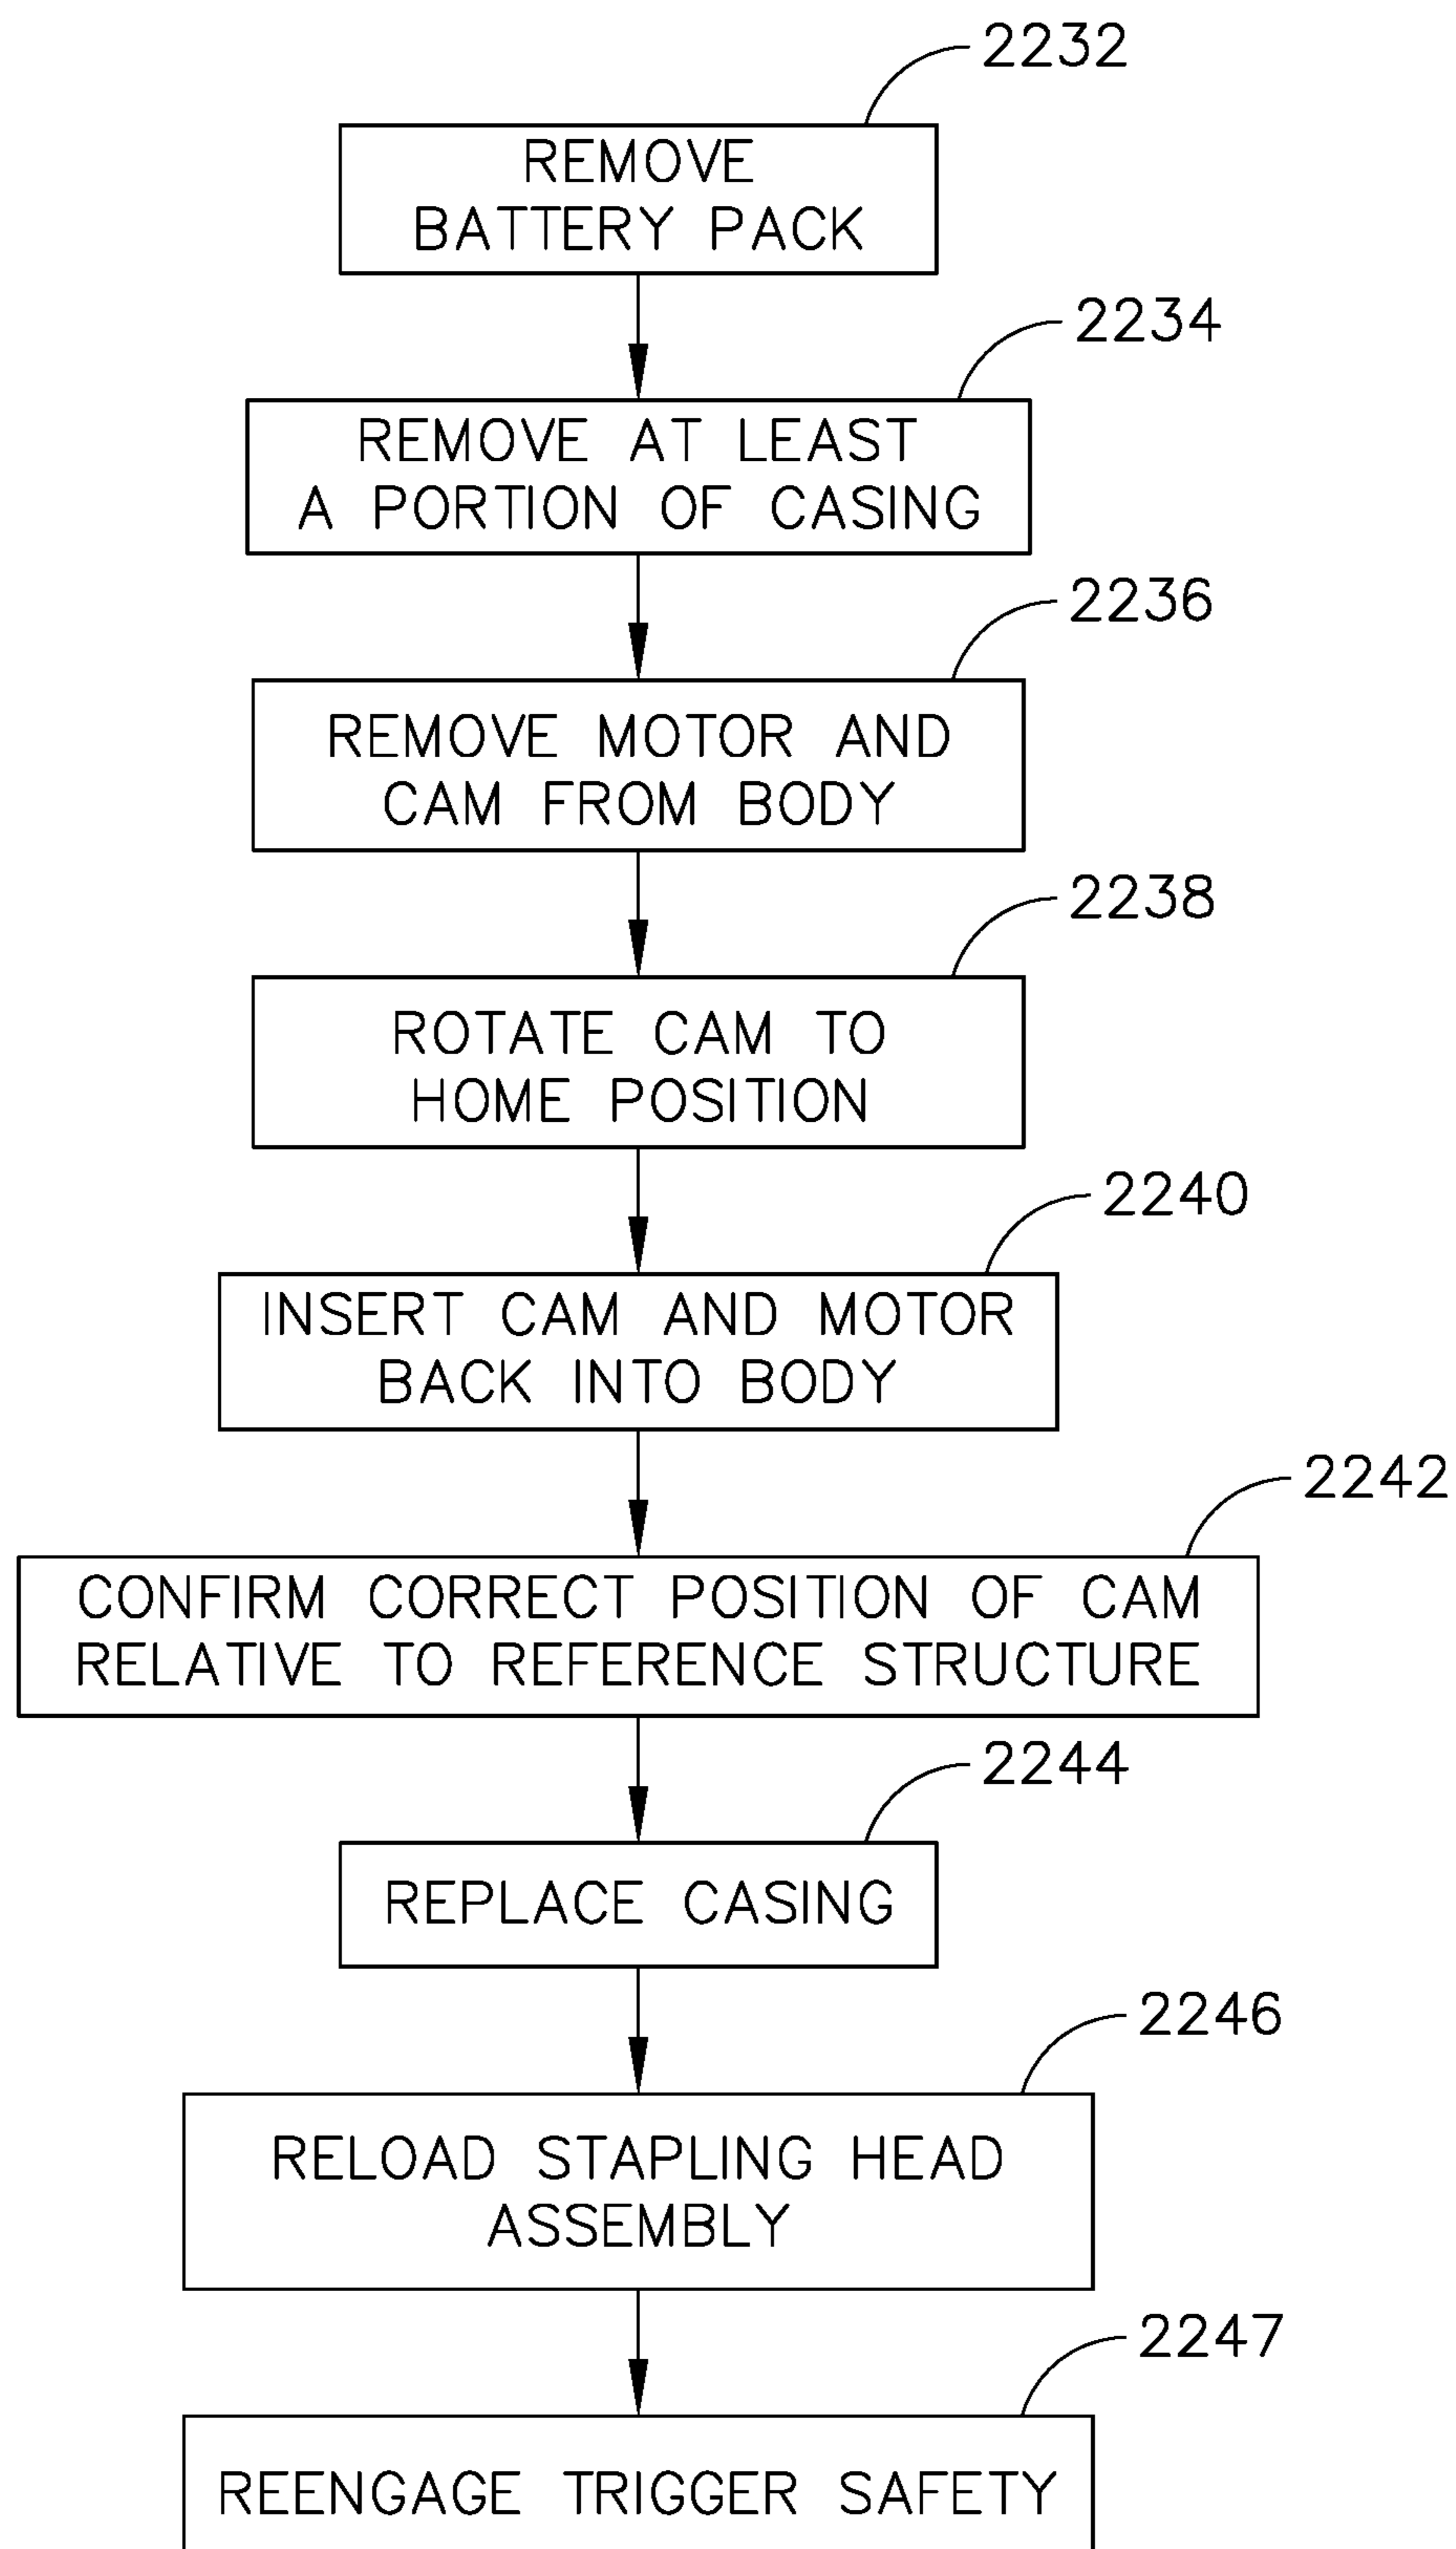 2232
REMOVE
BATTERY PACK
2234
REMOVE AT LEAST
A PORTION OF CASING
2236
REMOVE MOTOR AND
CAM FROM BODY
2238
ROTATE CAM TO
HOME POSITION
2240
INSERT CAM AND MOTOR
BACK INTO BODY
2242
CONFIRM CORRECT POSITION OF CAM
RELATIVE TO REFERENCE STRUCTURE
2244
REPLACE CASING
2246
RELOAD STAPLING HEAD
ASSEMBLY
2247
REENGAGE TRIGGER SAFETY